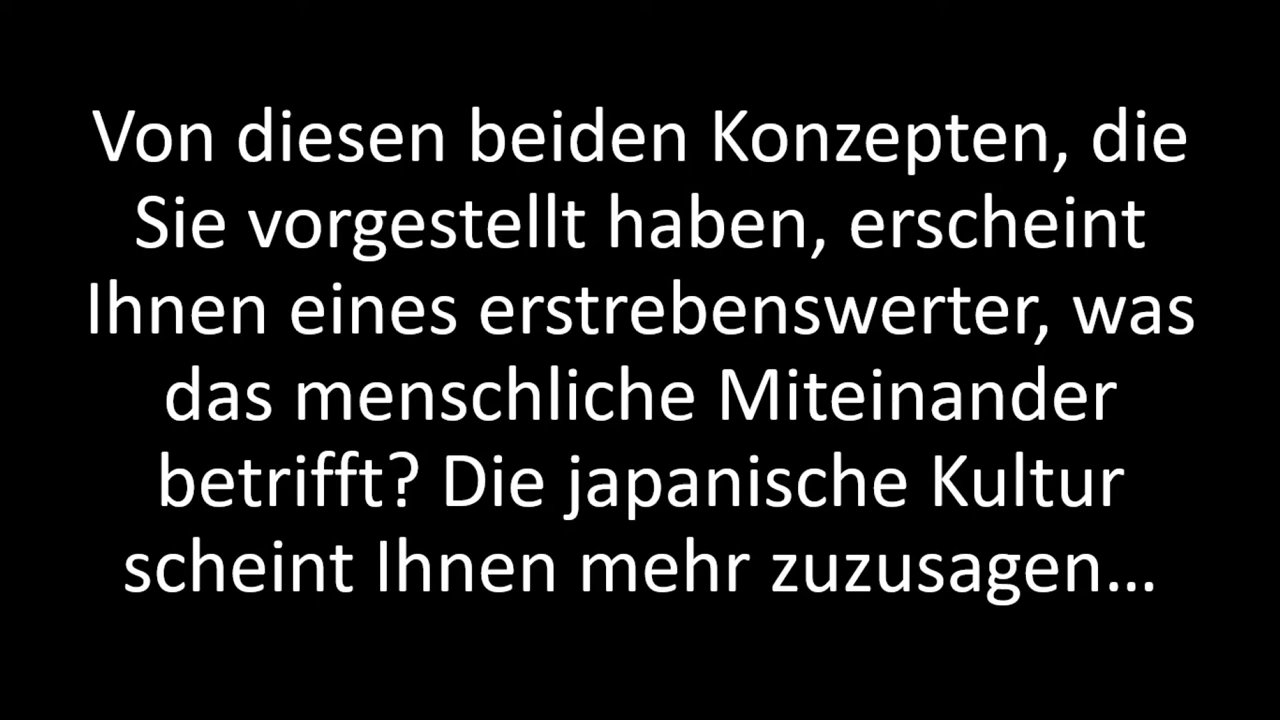 Von diesen beiden Konzepten, die
Sie vorgestellt haben, erscheint
Ihnen eines erstrebenswerter, was
das menschliche Miteinander
betrifft? Die japanische Kultur
scheint Ihnen mehr zuzusagen...